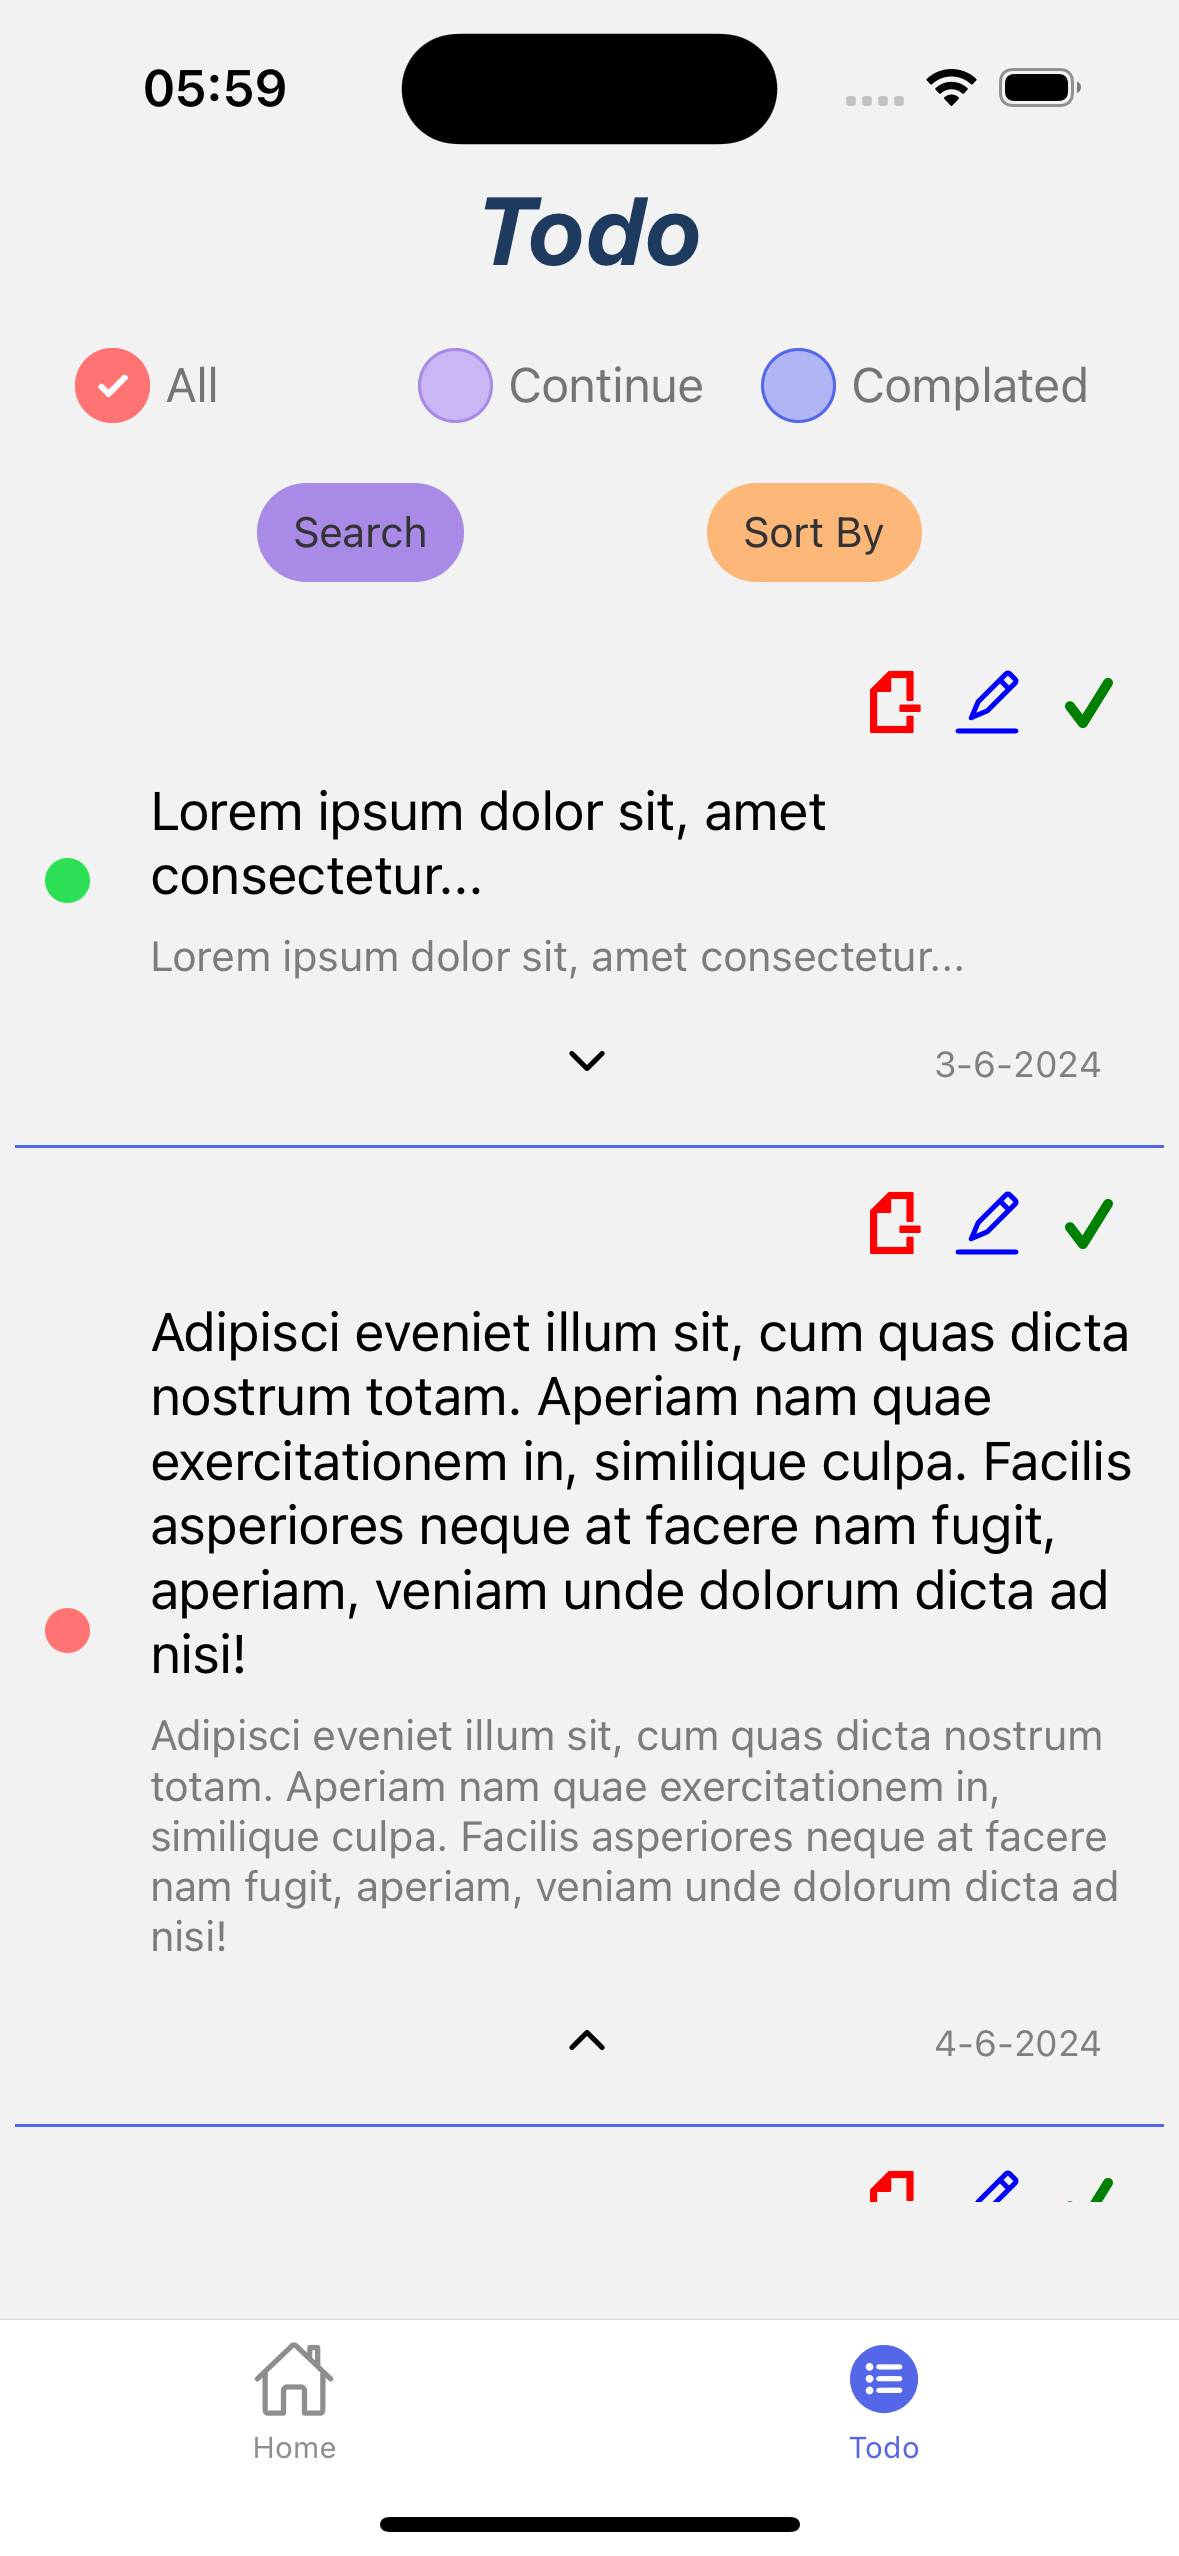 05:59
Todo
All Continue Complated
Search Sort By
Lorem ipsum dolor sit, amet
consectetur...
Lorem ipsum dolor sit, amet consectetur...
3-6-2024
Adipisci eveniet illum sit, cum quas dicta
nostrum totam. Aperiam nam quae
exercitationem in, similique culpa. Facilis
asperiores neque at facere nam fugit,
aperiam, veniam unde dolorum dicta ad
nisi!
Adipisci eveniet illum sit, cum quas dicta nostrum
totam. Aperiam nam quae exercitationem in,
similique culpa. Facilis asperiores neque at facere
nam fugit, aperiam, veniam unde dolorum dicta ad
nisi!
4-6-2024
Home Todo